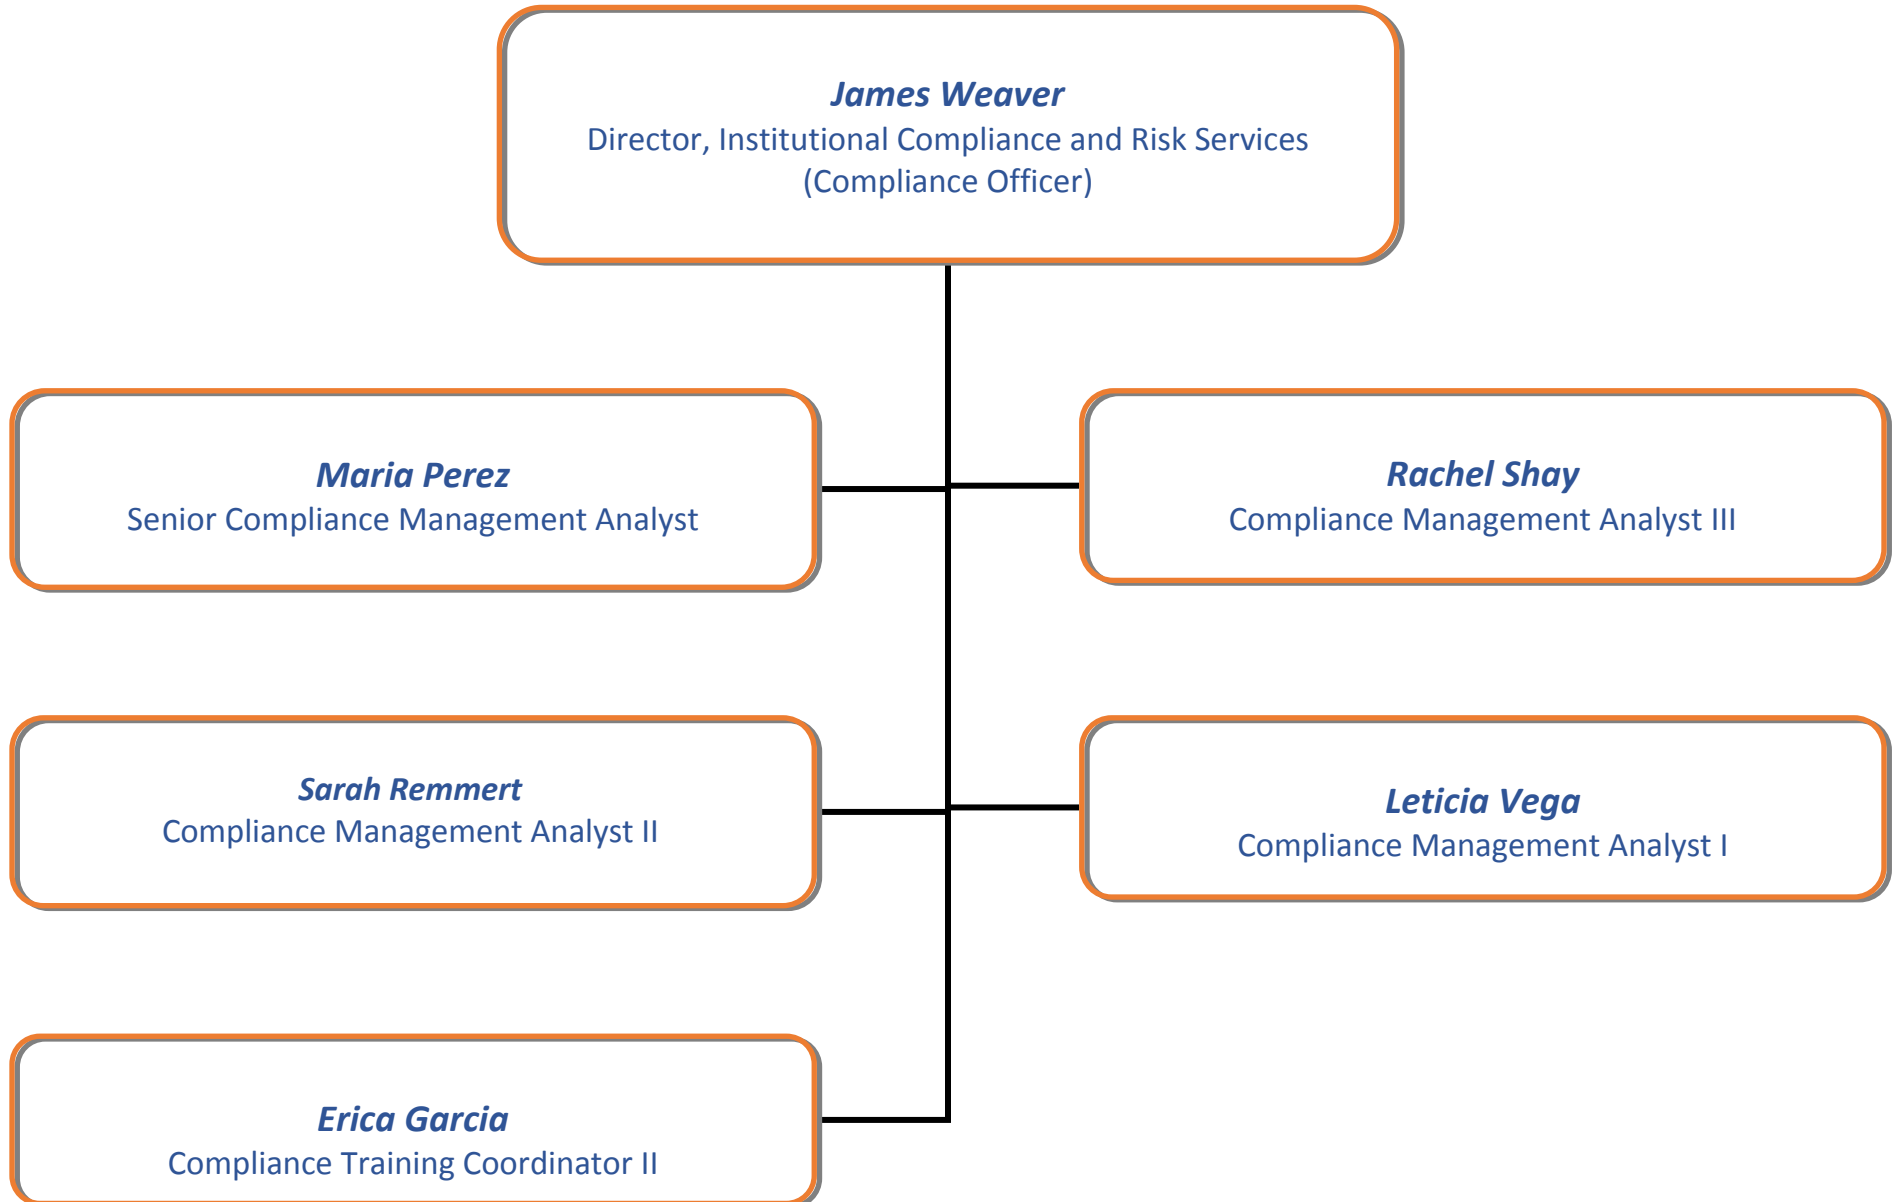 James Weaver
Director, Institutional Compliance and Risk Services
(Compliance Officer)
Maria Perez
Senior Compliance Management Analyst
Rachel Shay
Compliance Management Analyst III
Sarah Remmert
Compliance Management Analyst II
Leticia Vega
Compliance Management Analyst I
Erica Garcia
Compliance Training Coordinator II